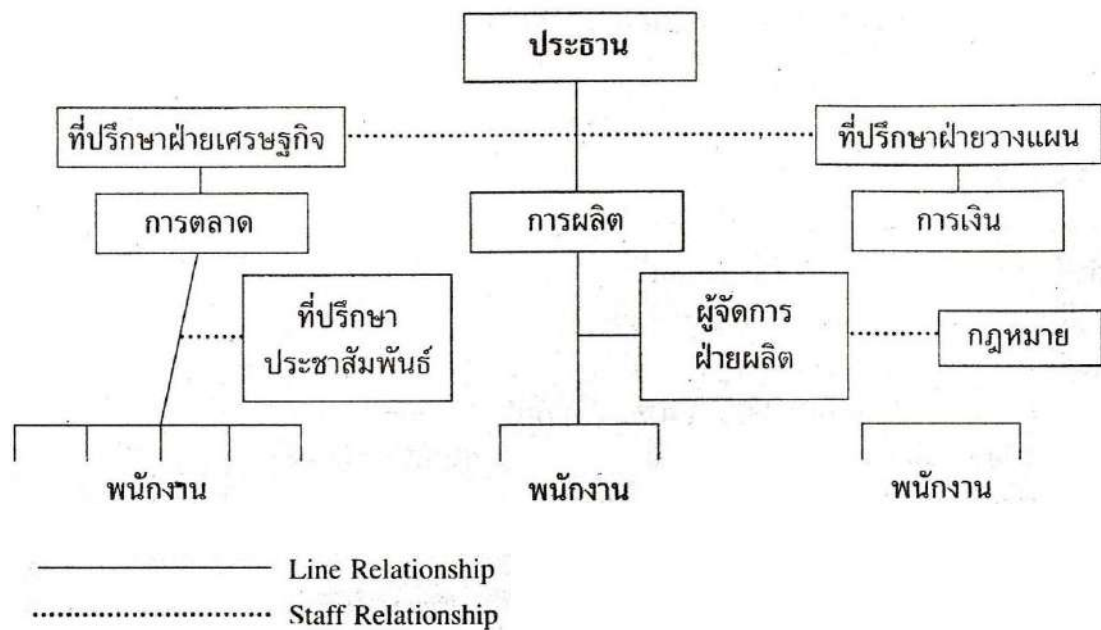 ประธาน
ที่ปรึกษาฝ่ายเศรษฐกิจ
ที่ปรึกษาฝ่ายวางแผน
การตลาด
การผลิต
การเงิน
ที่ปรึกษา
ประชาสัมพันธ์
ผู้จัดการ
ฝ่ายผลิต
กฎหมาย
พนักงาน
พนักงาน
พนักงาน
Line Relationship
Staff Relationship